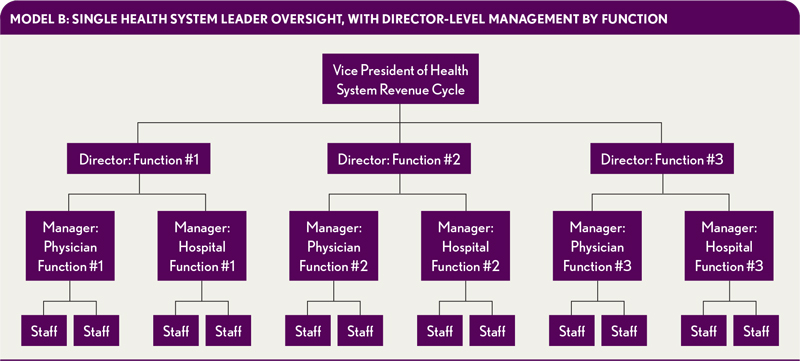 MODEL B: SINGLE HEALTH SYSTEM LEADER OVERSIGHT, WITH DIRECTOR-LEVEL MANAGEMENT BY FUNCTION
Vice President of Health
System Revenue Cycle
Director: Function #1
Director: Function #2
Director: Function #3
Manager:
Physician
Function #1
Manager:
Hospital
Function #1
Manager:
Physician
Function #2
Manager:
Hospital
Function #2
Manager:
Physician
Function #3
Manager:
Hospital
Function #3
Staff
Staff
Staff
Staff
Staff
Staff
Staff
Staff
Staff
Staff
Staff
Staff